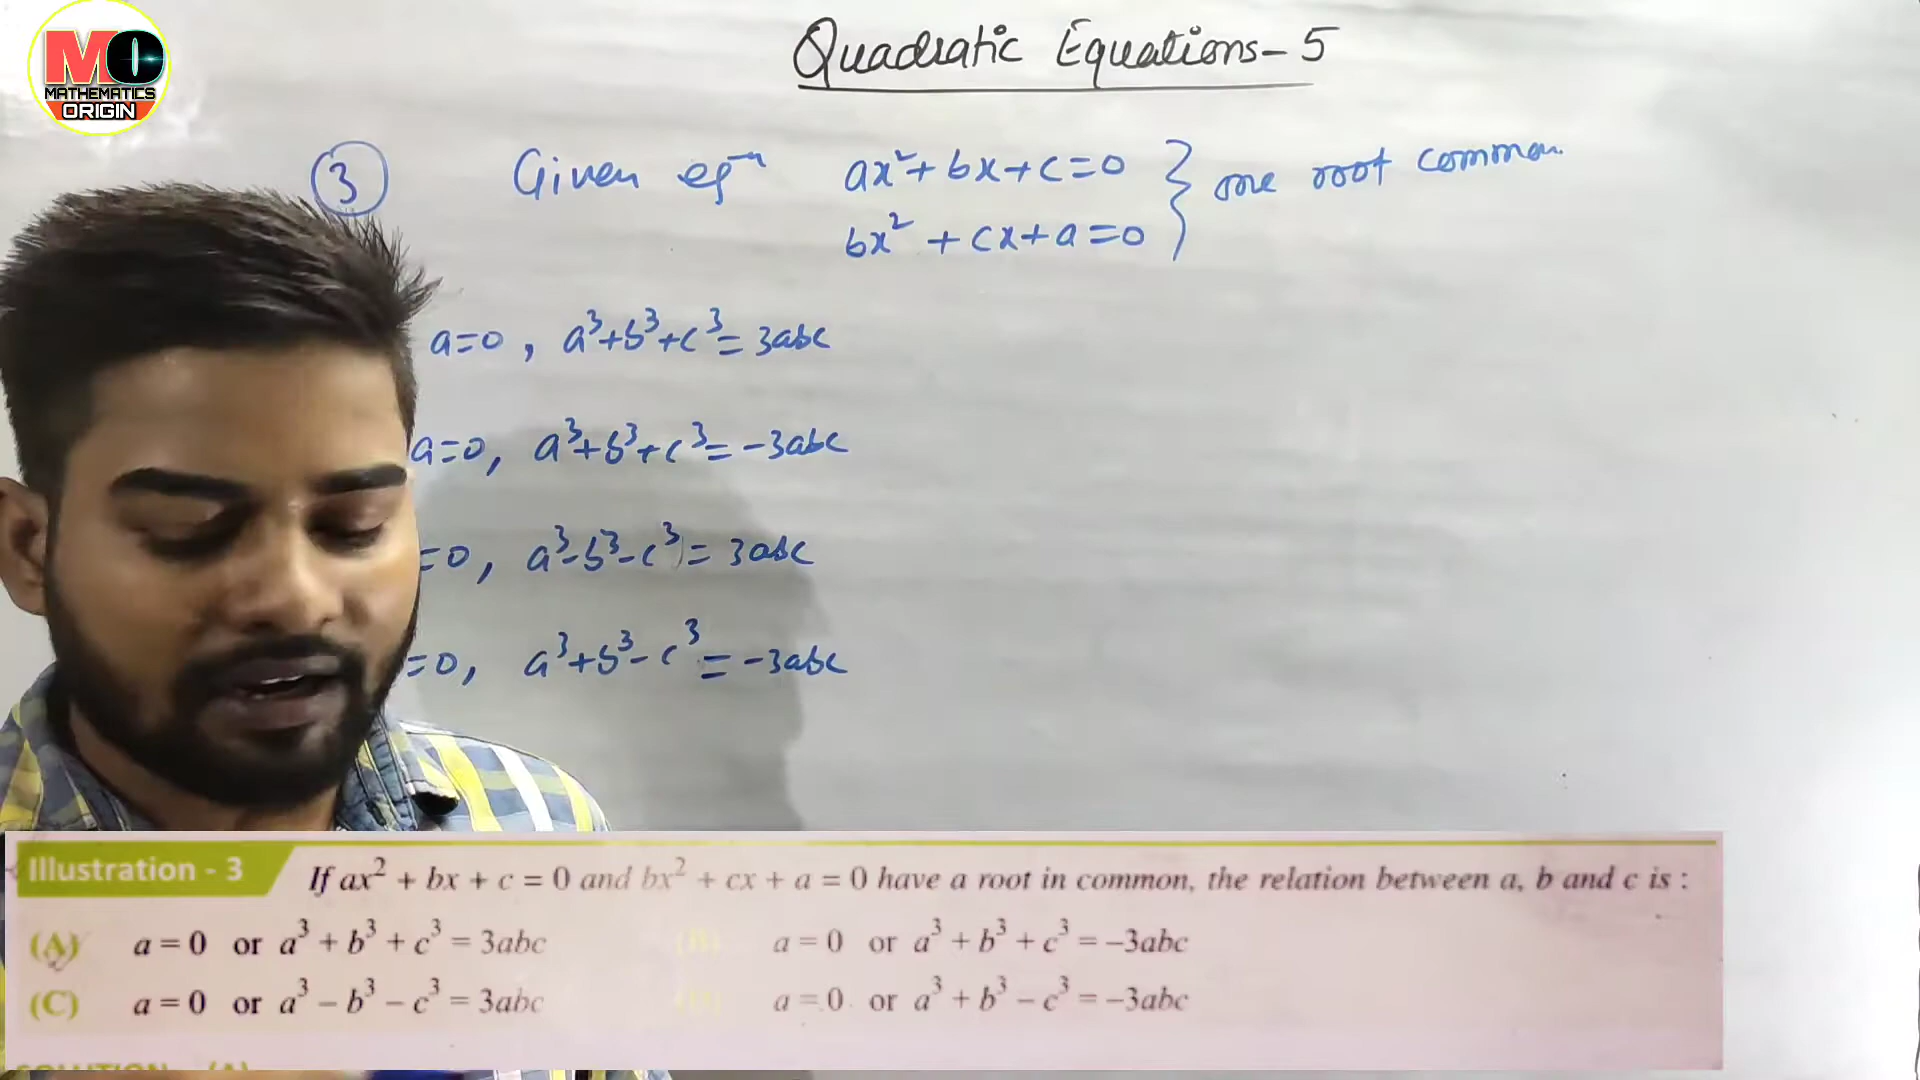 MO
MATHEMATICS
ORIGIN
Quadratic Equations-5
3 Given eqⁿ ax²+bx+c=0 } one root common
bx²+cx+a=0
a=0, a³+b³+c³=3abc
a=0, a³+b³+c³=-3abc
=0, a³-b³-c³=3abc
=0, a³+b³-c³=-3abc
Illustration - 3 If ax² + bx + c = 0 and bx² + cx + a = 0 have a root in common, the relation between a, b and c is :
(A) a = 0 or a³ + b³ + c³ = 3abc (B) a = 0 or a³ + b³ + c³ = –3abc
(C) a = 0 or a³ – b³ – c³ = 3abc a = 0 or a³ + b³ – c³ = –3abc